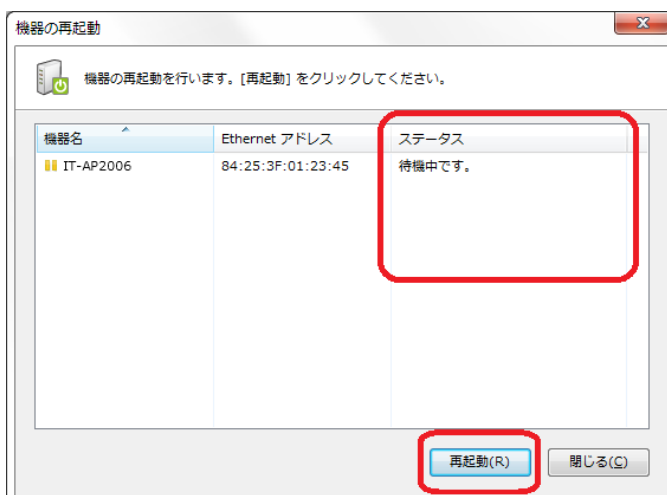 機器の再起動
機器の再起動を行います。[再起動] をクリックしてください。
機器名 Ethernet アドレス ステータス
IT-AP2006 84:25:3F:01:23:45 待機中です。
再起動(R) 閉じる(C)